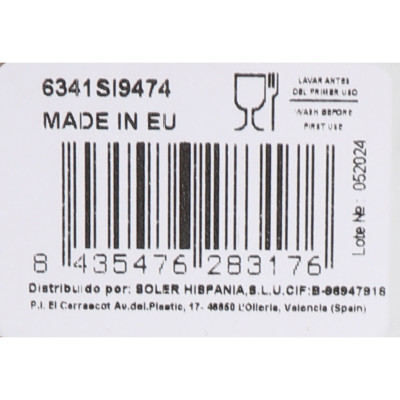 6341SI9474
MADE IN EU
LAVAR ANTES
DEL PRIMER USO
WASH BEFORE
FIRST USE
Lote Nº: 052024
8 435476 283176
Distribuido por: SOLER HISPANIA,S.L.U.CIF:B-96947916
P.I. El Carrascot Av.del.Plastic, 17- 46850 L'Olleria, Valencia (Spain)